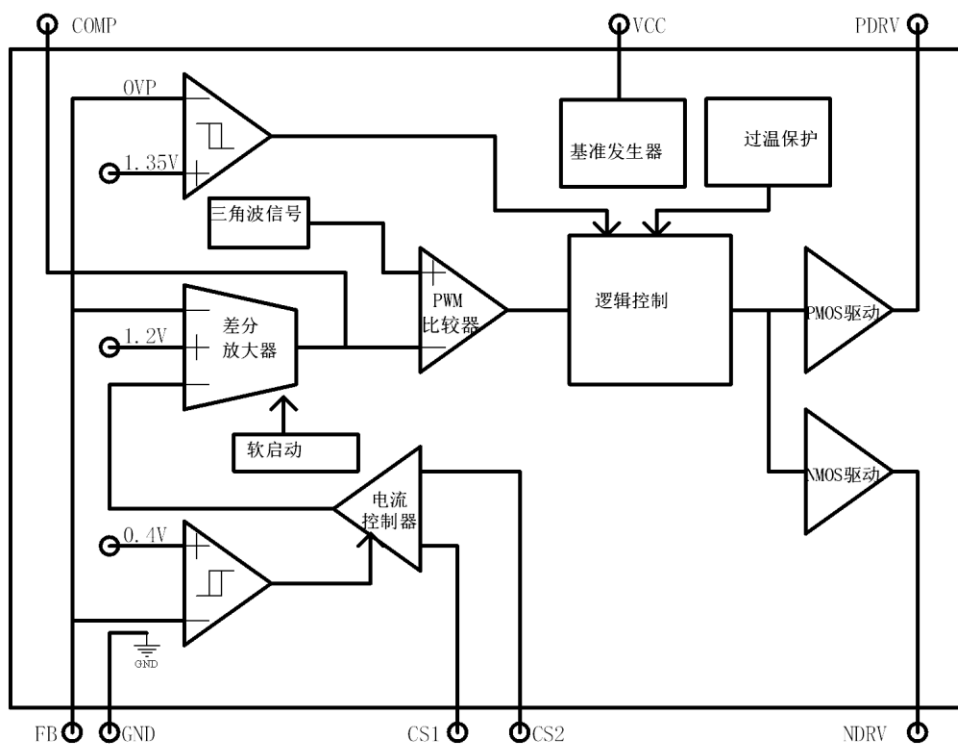 COMP
VCC
PDRV
OVP
1.35V
基准发生器
过温保护
三角波信号
PWM
比较器
逻辑控制
PMOS驱动
差分
放大器
1.2V
软启动
电流
控制器
NMOS驱动
0.4V
GND
FB
GND
CS1
CS2
NDRV